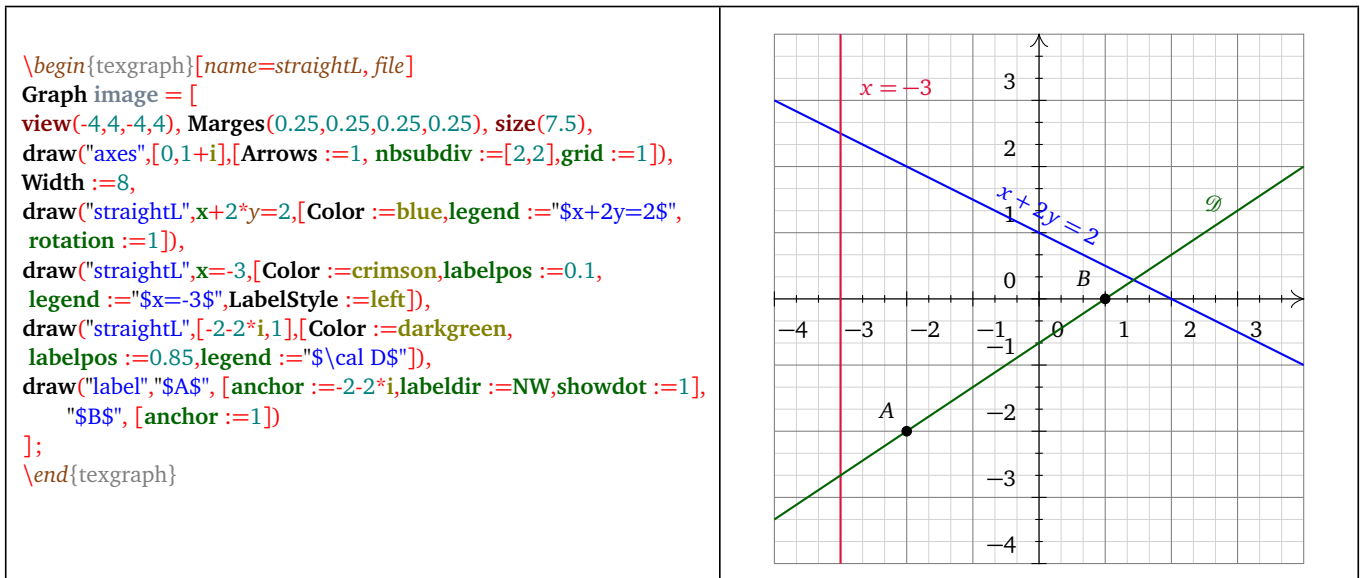 \begin{texgraph}[name=straightL, file]
Graph image = [
view(-4,4,-4,4), Marges(0.25,0.25,0.25,0.25), size(7.5),
draw("axes",[0,1+i],[Arrows :=1, nbsubdiv :=[2,2],grid :=1]),
Width :=8,
draw("straightL",x+2*y=2,[Color :=blue,legend :="$x+2y=2$",
rotation :=1]),
draw("straightL",x=-3,[Color :=crimson,labelpos :=0.1,
legend :="$x=-3$",LabelStyle :=left]),
draw("straightL",[-2-2*i,1],[Color :=darkgreen,
labelpos :=0.85,legend :="$\cal D$"]),
draw("label","$A$", [anchor :=-2-2*i,labeldir :=NW,showdot :=1],
"$B$", [anchor :=1])
];
\end{texgraph}
3
x = −3
2
x + 2y = 2
𝒟
1
B
0
−4 −3 −2 −1 0 1 2 3
−1
A
−2
−3
−4